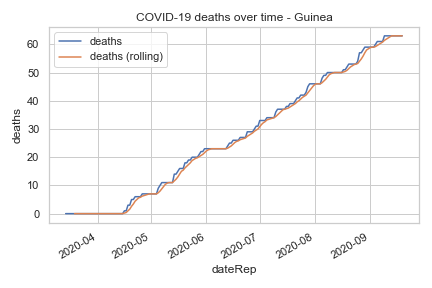 COVID-19 deaths over time - Guinea
deaths
deaths (rolling)
60
50
40
30
20
10
0
deaths
2020-04
2020-05
2020-06
2020-07
2020-08
2020-09
dateRep